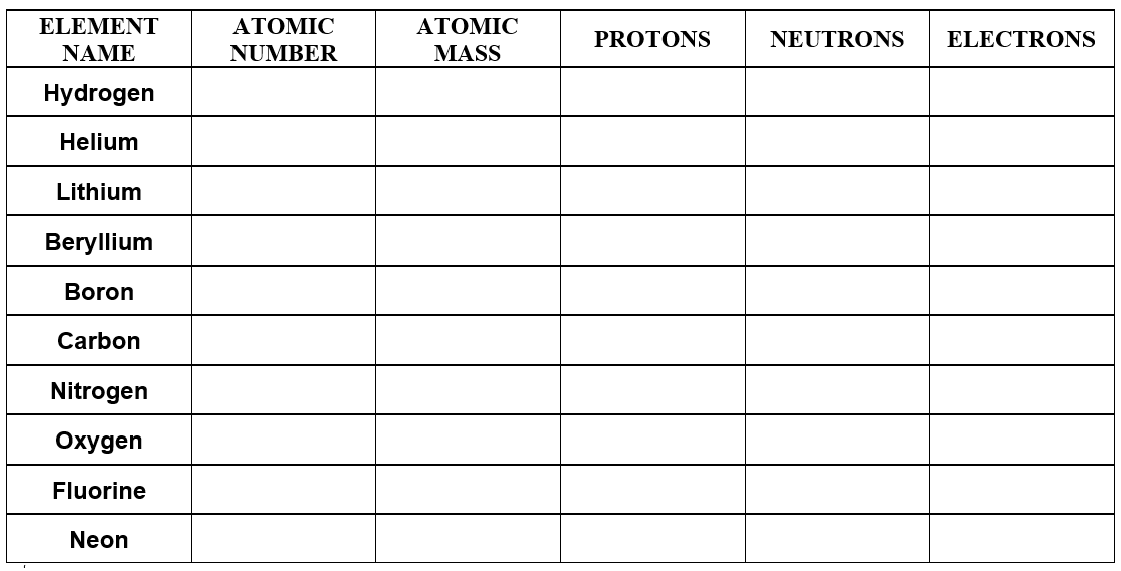 ELEMENT NAME ATOMIC NUMBER ATOMIC MASS PROTONS NEUTRONS ELECTRONS
Hydrogen
Helium
Lithium
Beryllium
Boron
Carbon
Nitrogen
Oxygen
Fluorine
Neon